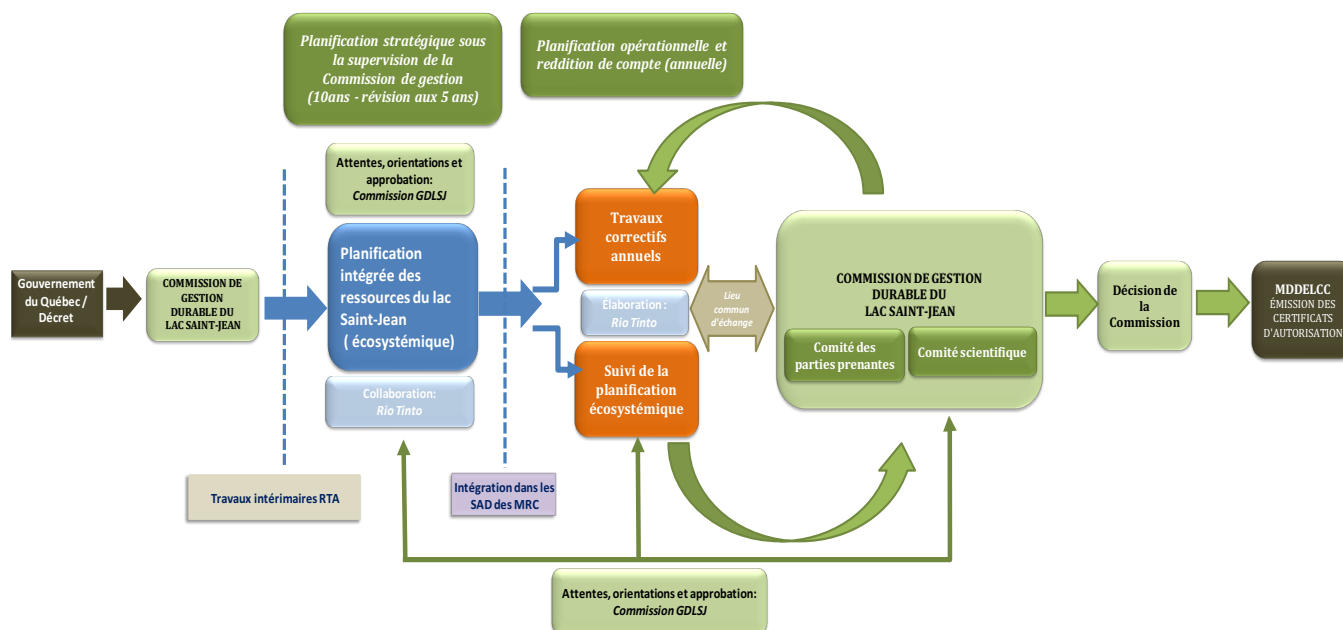 Planification stratégique sous
la supervision de la
Commission de gestion
(10ans - révision aux 5 ans)
Planification opérationnelle et
reddition de compte (annuelle)
Attentes, orientations et
approbation:
Commission GDLSJ
Gouvernement
du Québec /
Décret
COMMISSION DE
GESTION
DURABLE DU
LAC SAINT-JEAN
Planification
intégrée des
ressources du lac
Saint-Jean
( écosystémique)
Collaboration:
Rio Tinto
Travaux
correctifs
annuels
Élaboration :
Rio Tinto
Suivi de la
planification
écosystémique
Lieu
commun
d'échange
COMMISSION DE GESTION
DURABLE DU
LAC SAINT-JEAN
Comité des
parties prenantes
Comité scientifique
Décision de
la
Commission
MDDELCC
ÉMISSION DES
CERTIFICATS
D'AUTORISATION
Travaux intérimaires RTA
Intégration dans les
SAD des MRC
Attentes, orientations et approbation:
Commission GDLSJ